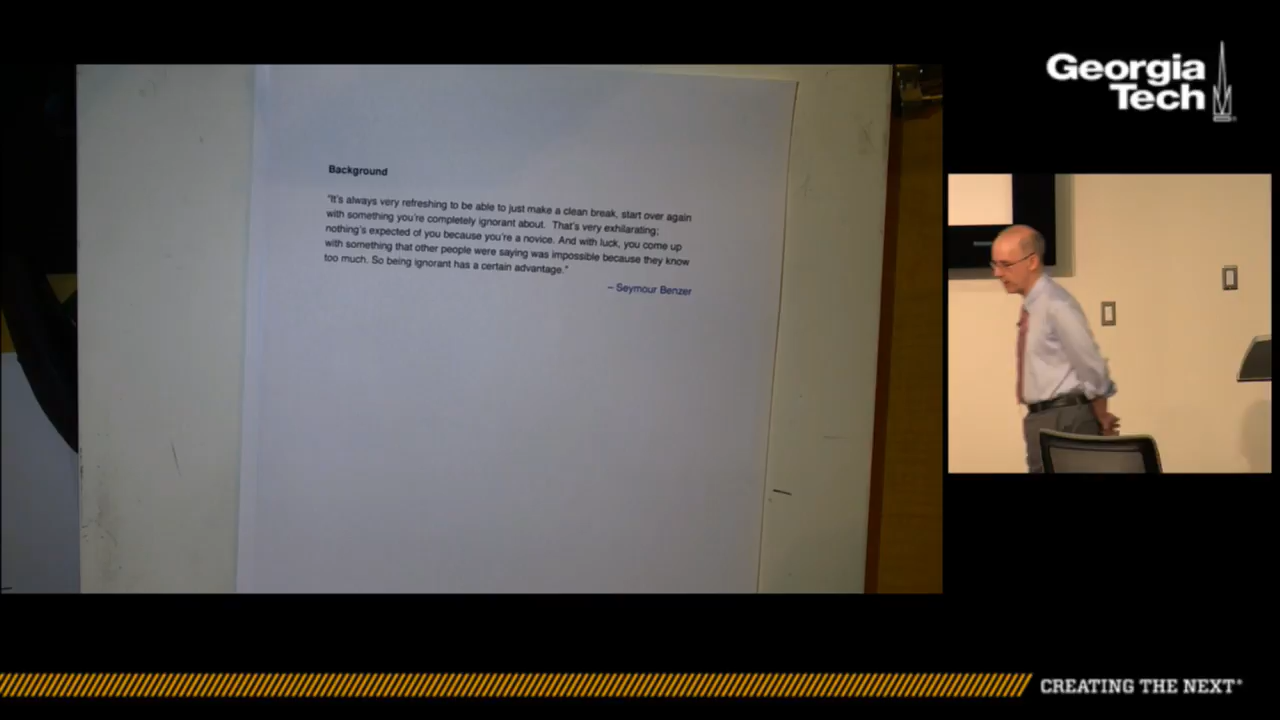 Georgia
Tech
Background
"It's always very refreshing to be able to just make a clean break, start over again
with something you're completely ignorant about. That's very exhilarating;
nothing's expected of you because you're a novice. And with luck, you come up
with something that other people were saying was impossible because they know
too much. So being ignorant has a certain advantage."
– Seymour Benzer
CREATING THE NEXT®